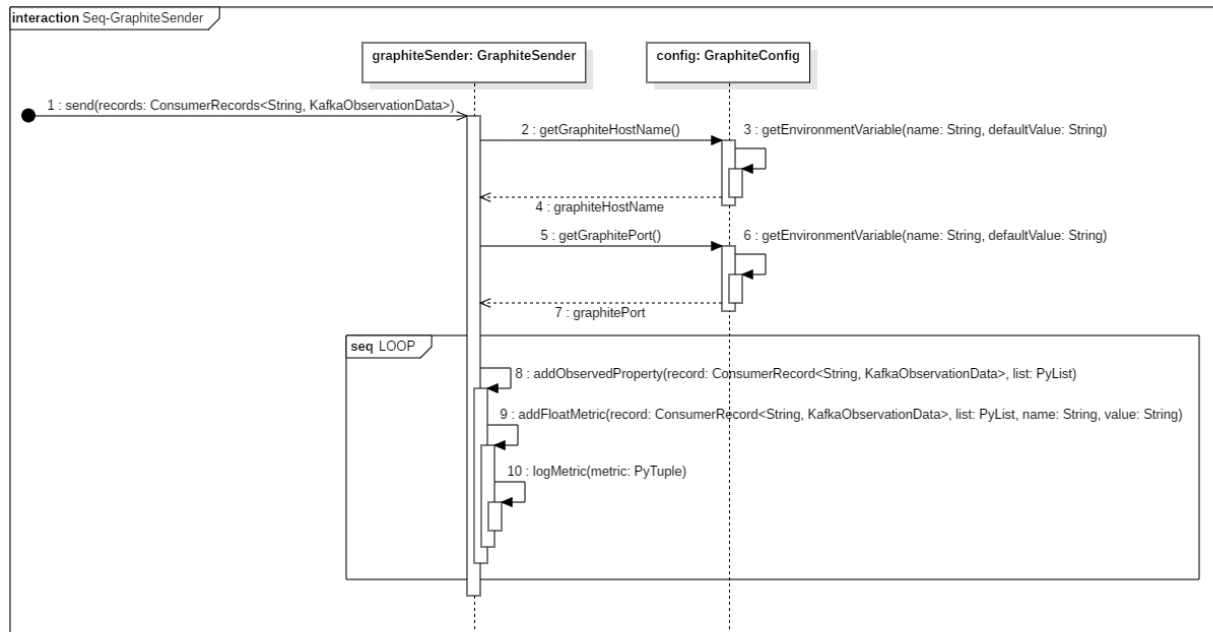 interaction Seq-GraphiteSender
graphiteSender: GraphiteSender
config: GraphiteConfig
1 : send(records: ConsumerRecords<String, KafkaObservationData>)
2 : getGraphiteHostName()
3 : getEnvironmentVariable(name: String, defaultValue: String)
4 : graphiteHostName
5 : getGraphitePort()
6 : getEnvironmentVariable(name: String, defaultValue: String)
7 : graphitePort
seq LOOP
8 : addObservedProperty(record: ConsumerRecord<String, KafkaObservationData>, list: PyList)
9 : addFloatMetric(record: ConsumerRecord<String, KafkaObservationData>, list: PyList, name: String, value: String)
10 : logMetric(metric: PyTuple)